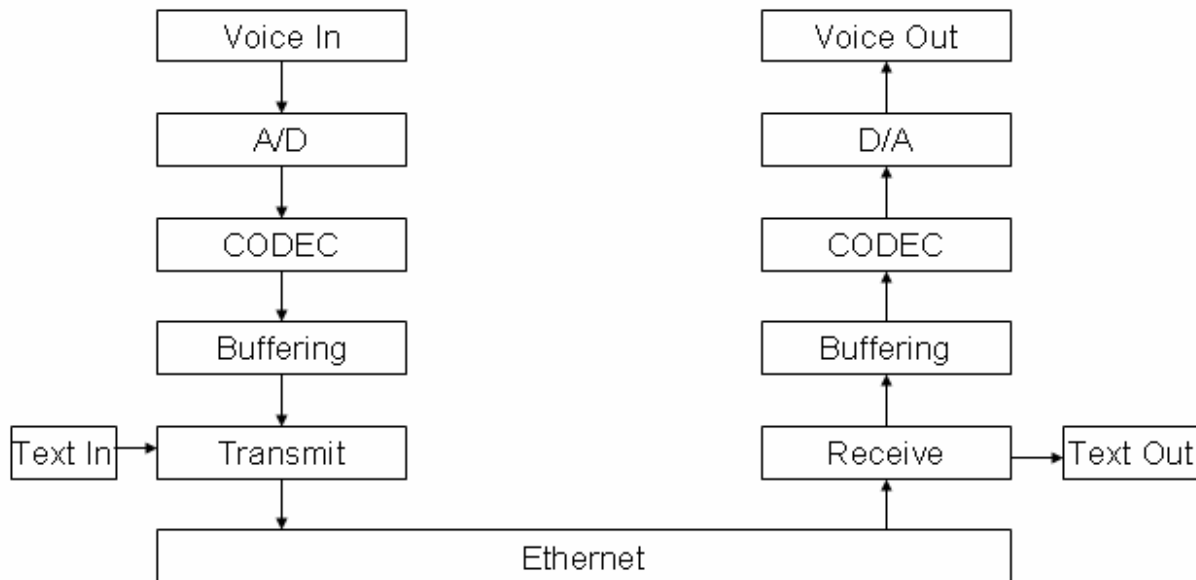 Voice In
Voice Out
A/D
D/A
CODEC
CODEC
Buffering
Buffering
Text In
Transmit
Receive
Text Out
Ethernet